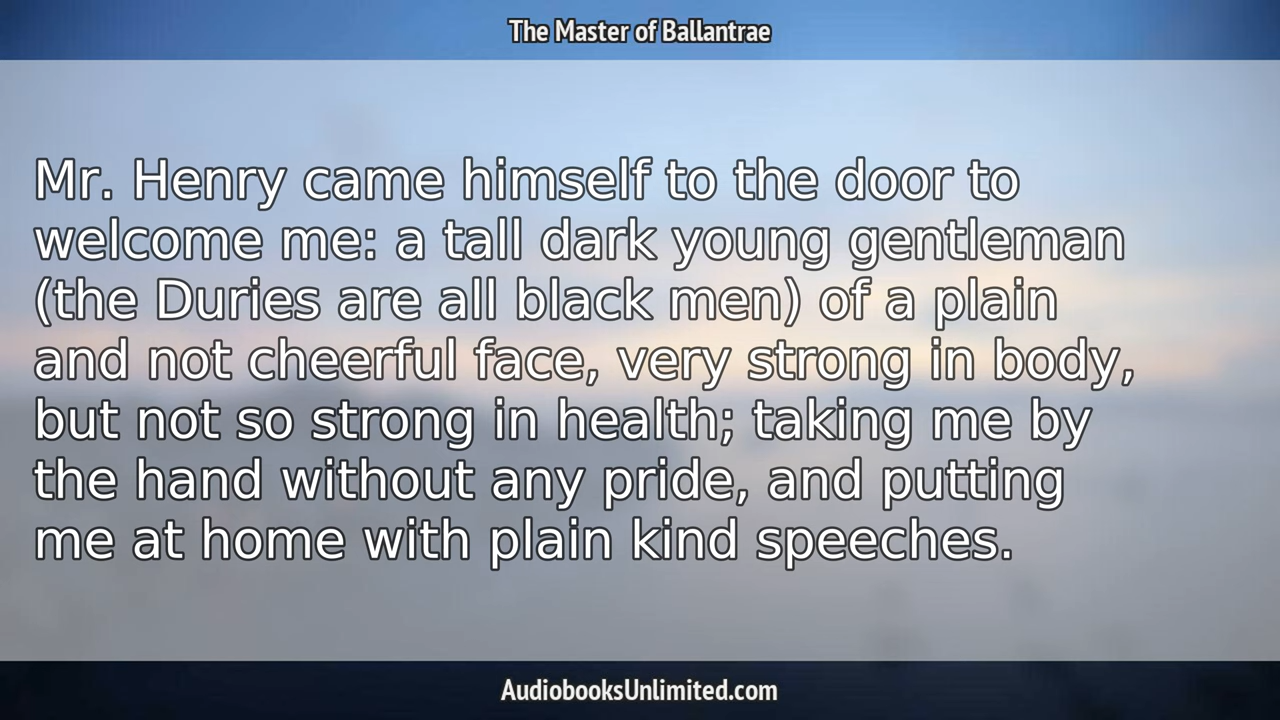 The Master of Ballantrae
Mr. Henry came himself to the door to
welcome me: a tall dark young gentleman
(the Duries are all black men) of a plain
and not cheerful face, very strong in body,
but not so strong in health; taking me by
the hand without any pride, and putting
me at home with plain kind speeches.
AudiobooksUnlimited.com